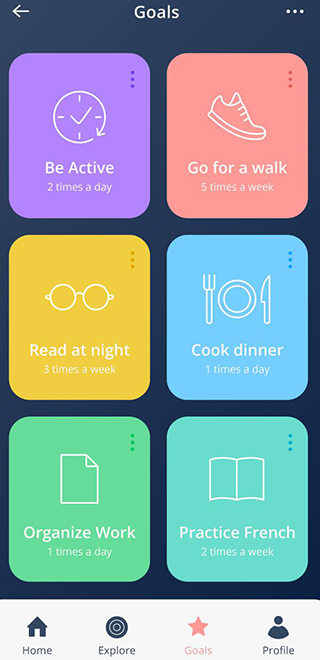 Goals
Be Active
2 times a day
Go for a walk
5 times a week
Read at night
3 times a week
Cook dinner
1 times a day
Organize Work
1 times a day
Practice French
2 times a week
Home
Explore
Goals
Profile